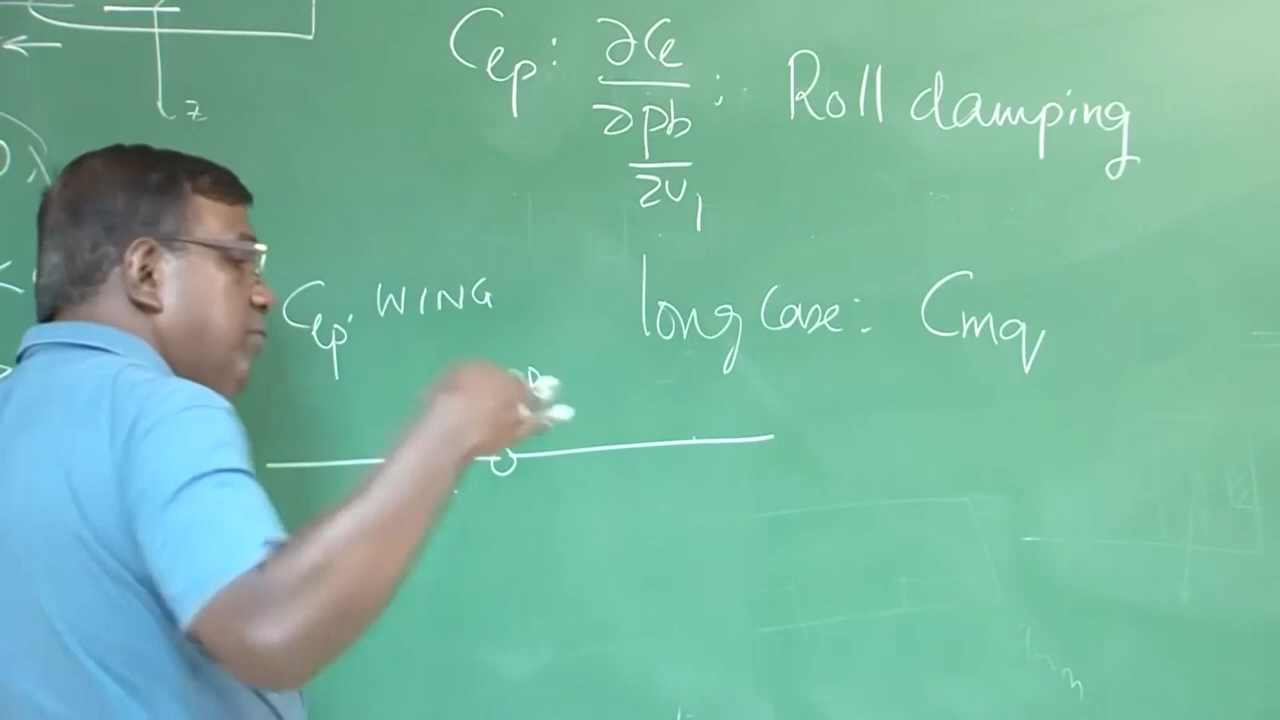 z
Cℓp: ∂Cℓ / ∂pb/2U1 ; Roll damping
λ
Cℓp: WING
long case: Cmq